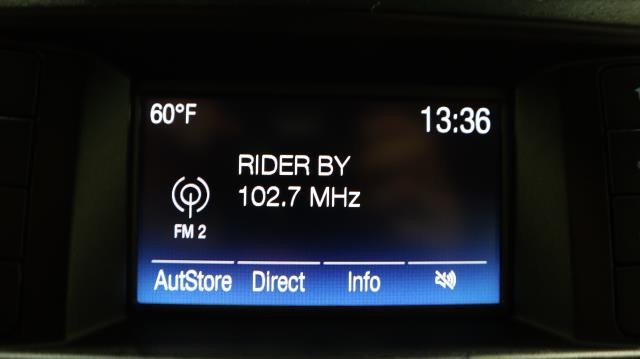 60°F 13:36
RIDER BY
102.7 MHz
FM 2
AutStore Direct Info